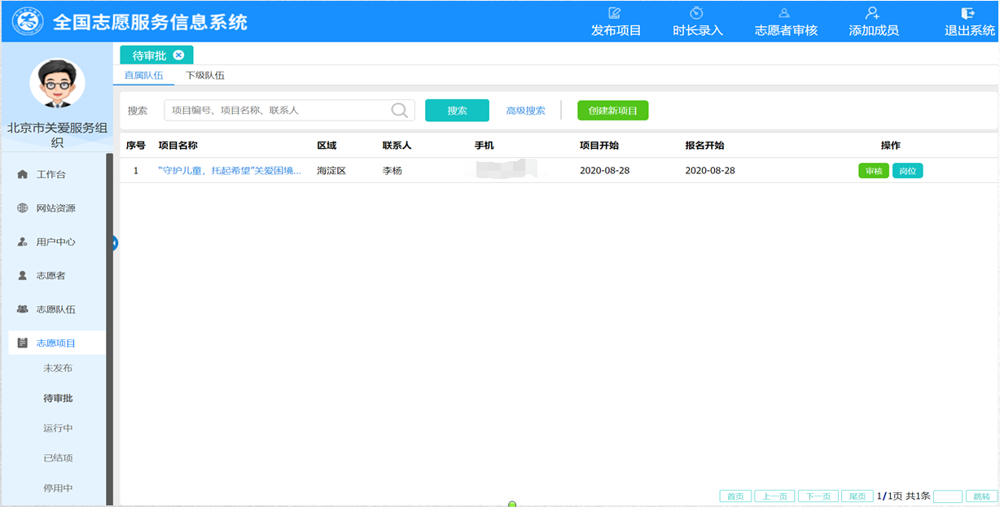 全国志愿服务信息系统
发布项目 时长录入 志愿者审核 添加成员 退出系统
北京市关爱服务组
织
工作台
网站资源
用户中心
志愿者
志愿队伍
志愿项目
未发布
待审批
运行中
已结项
停用中
待审批
直属队伍 下级队伍
搜索 项目编号、项目名称、联系人 搜索 高级搜索 创建新项目
序号 项目名称 区域 联系人 手机 项目开始 报名开始 操作
1 “守护儿童，托起希望”关爱困境... 海淀区 李杨 2020-08-28 2020-08-28 审核 岗位
首页 上一页 下一页 尾页 1/1页 共1条 跳转